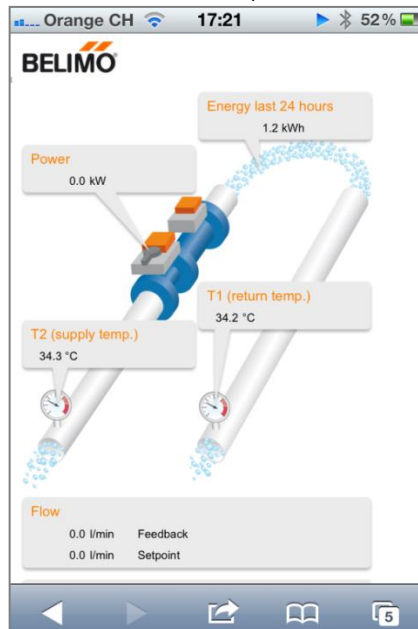 Orange CH 17:21 52%
BELIMO
Energy last 24 hours
1.2 kWh
Power
0.0 kW
T1 (return temp.)
34.2 °C
T2 (supply temp.)
34.3 °C
Flow
0.0 l/min Feedback
0.0 l/min Setpoint
5